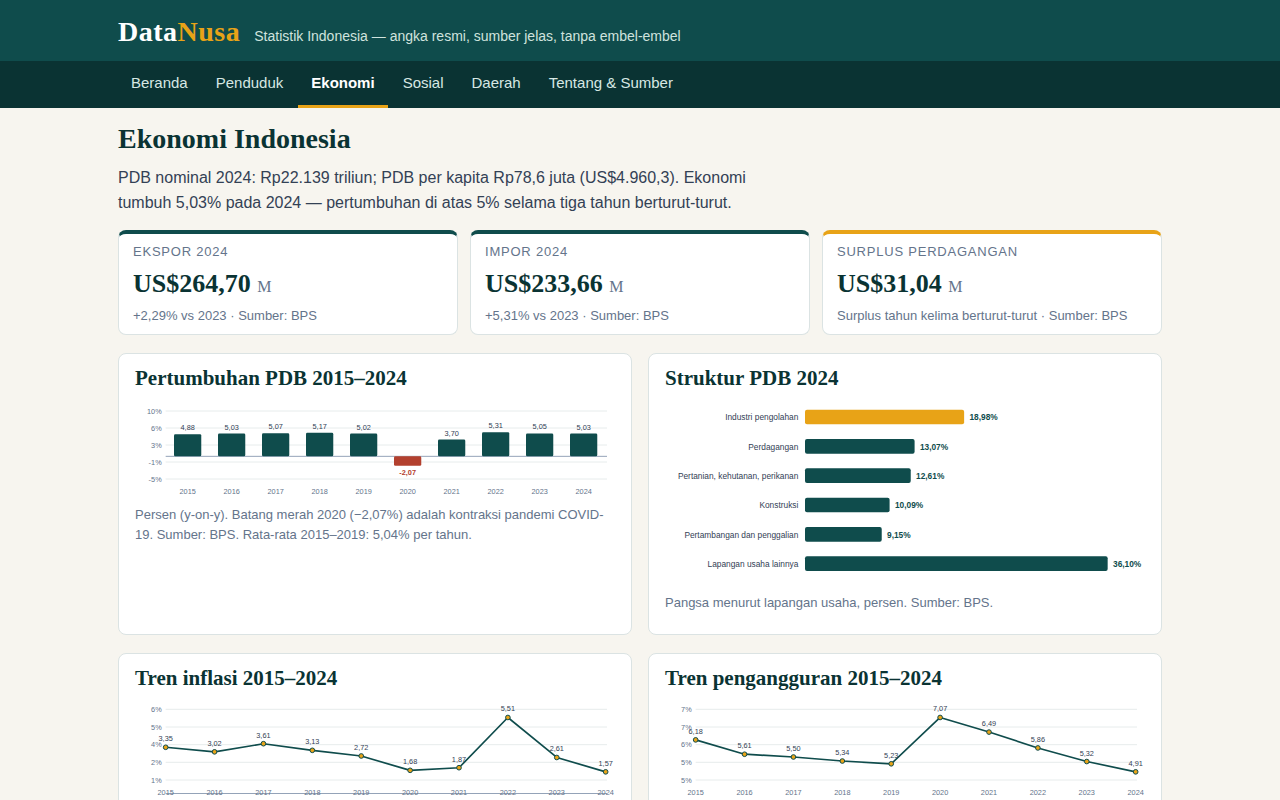 DataNusa Statistik Indonesia — angka resmi, sumber jelas, tanpa embel-embel
Beranda Penduduk Ekonomi Sosial Daerah Tentang & Sumber
Ekonomi Indonesia
PDB nominal 2024: Rp22.139 triliun; PDB per kapita Rp78,6 juta (US$4.960,3). Ekonomi
tumbuh 5,03% pada 2024 — pertumbuhan di atas 5% selama tiga tahun berturut-turut.
EKSPOR 2024
US$264,70 M
+2,29% vs 2023 · Sumber: BPS
IMPOR 2024
US$233,66 M
+5,31% vs 2023 · Sumber: BPS
SURPLUS PERDAGANGAN
US$31,04 M
Surplus tahun kelima berturut-turut · Sumber: BPS
Pertumbuhan PDB 2015–2024
10%
6%
3%
-1%
-5%
4,88 5,03 5,07 5,17 5,02 -2,07 3,70 5,31 5,05 5,03
2015 2016 2017 2018 2019 2020 2021 2022 2023 2024
Persen (y-on-y). Batang merah 2020 (−2,07%) adalah kontraksi pandemi COVID-
19. Sumber: BPS. Rata-rata 2015–2019: 5,04% per tahun.
Struktur PDB 2024
Industri pengolahan 18,98%
Perdagangan 13,07%
Pertanian, kehutanan, perikanan 12,61%
Konstruksi 10,09%
Pertambangan dan penggalian 9,15%
Lapangan usaha lainnya 36,10%
Pangsa menurut lapangan usaha, persen. Sumber: BPS.
Tren inflasi 2015–2024
6%
5%
4%
2%
1%
3,35 3,02 3,61 3,13 2,72 1,68 1,87 5,51 2,61 1,57
2015 2016 2017 2018 2019 2020 2021 2022 2023 2024
Tren pengangguran 2015–2024
7%
7%
6%
5%
5%
6,18 5,61 5,50 5,34 5,23 7,07 6,49 5,86 5,32 4,91
2015 2016 2017 2018 2019 2020 2021 2022 2023 2024